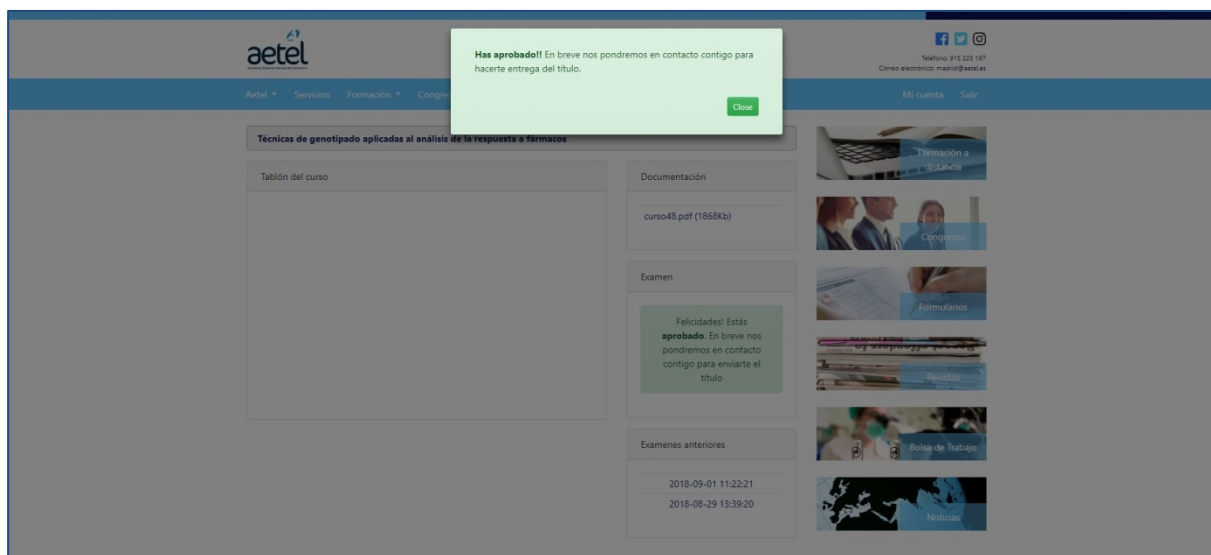 aetel
Has aprobado!! En breve nos pondremos en contacto contigo para
hacerte entrega del título.
Close
Teléfono: 915 225 197
Correo electrónico: madrid@aetel.es
Aetel Servicios Formación Congre
Mi cuenta Salir
Técnicas de genotipado aplicadas al análisis de la respuesta a fármacos
Tablón del curso
Documentación
curso48.pdf (1868Kb)
Examen
Felicidades! Estás
aprobado. En breve nos
pondremos en contacto
contigo para enviarte el
título
Examenes anteriores
2018-09-01 11:22:21
2018-08-29 13:39:20
Formación a
distancia
Congresos
Formularios
Revistas
Bolsa de Trabajo
Noticias